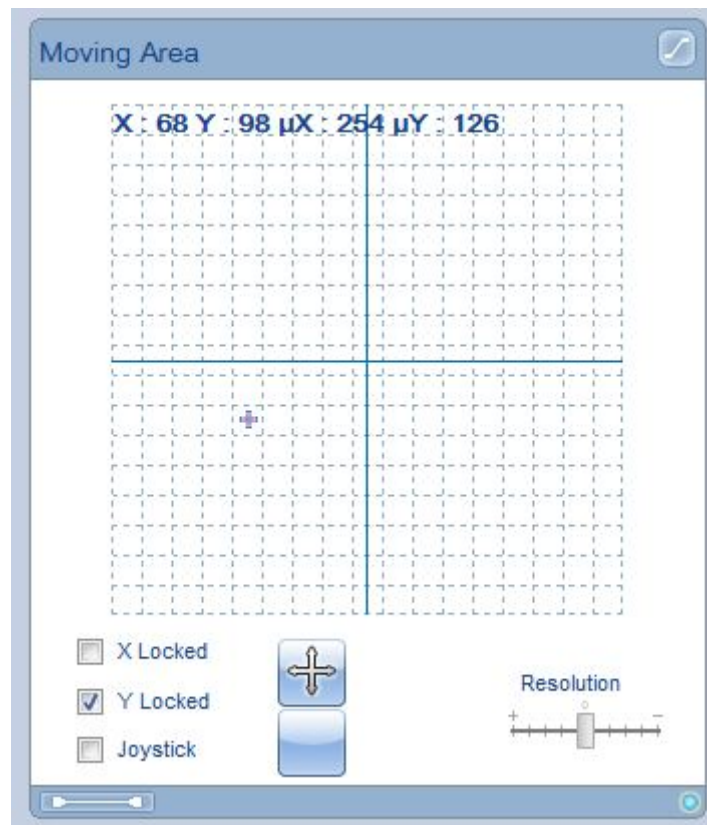 Moving Area
X : 68 Y : 98 µX : 254 µY : 126
X Locked
Y Locked
Joystick
Resolution
+ −